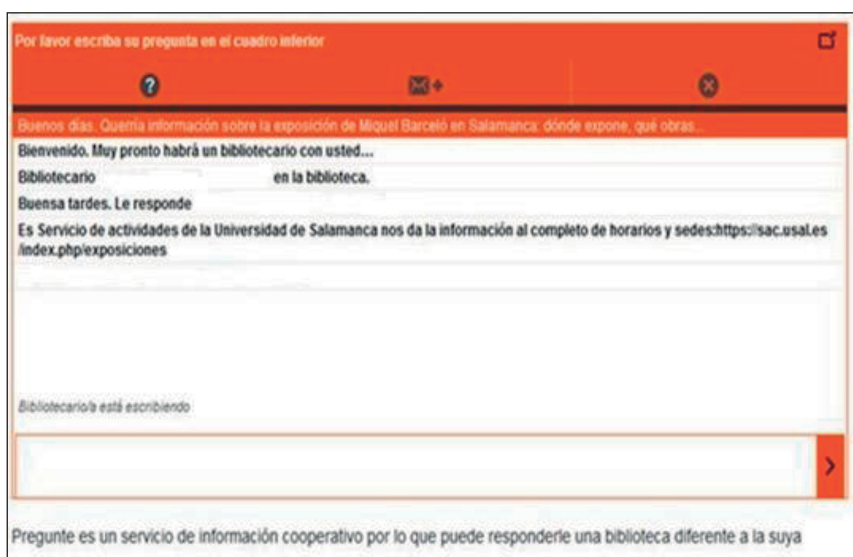 Por favor escriba su pregunta en el cuadro inferior
Buenos días. Querría información sobre la exposición de Miquel Barceló en Salamanca: dónde expone, qué obras...
Bienvenido. Muy pronto habrá un bibliotecario con usted...
Bibliotecario en la biblioteca.
Buensa tardes. Le responde
Es Servicio de actividades de la Universidad de Salamanca nos da la información al completo de horarios y sedes:https://sac.usal.es
/index.php/exposiciones
Bibliotecario/a está escribiendo
Pregunte es un servicio de información cooperativo por lo que puede responderle una biblioteca diferente a la suya